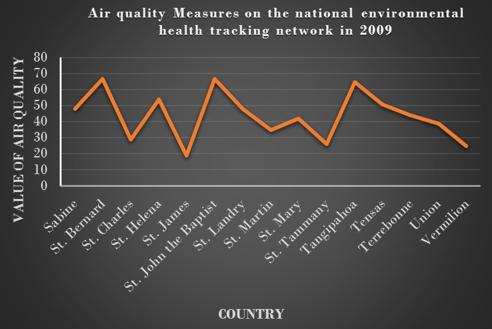 Air quality Measures on the national environmental
health tracking network in 2009
VALUE OF AIR QUALITY
80
70
60
50
40
30
20
10
0
Sabine
St. Bernard
St. Charles
St. Helena
St. James
St. John the Baptist
St. Landry
St. Martin
St. Mary
St. Tammany
Tangipahoa
Tensas
Terrebonne
Union
Vermilion
COUNTRY